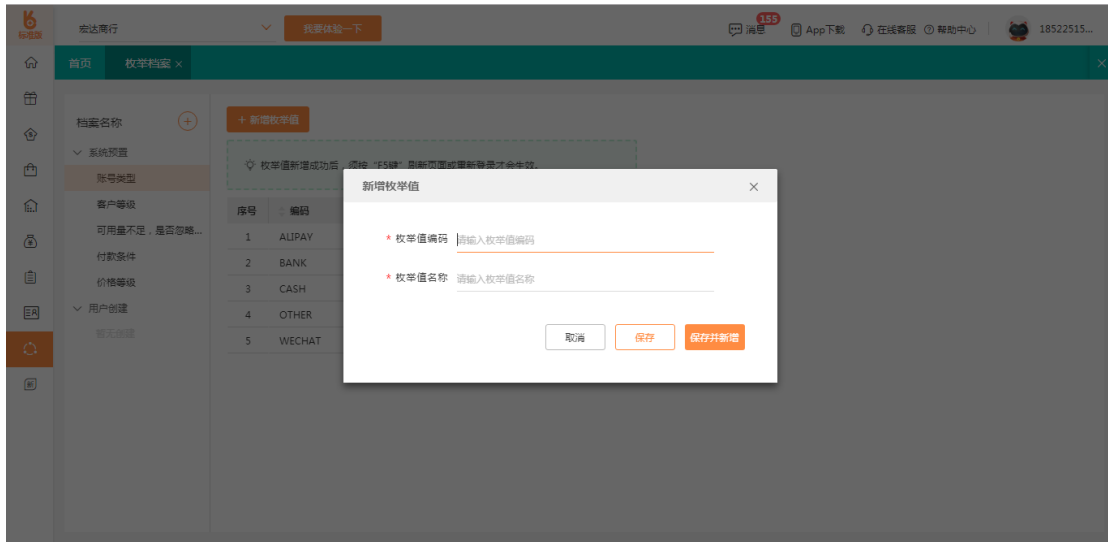 标准版
宏达商行
我要体验一下
消息
155
App下载
在线客服
帮助中心
18522515...
首页
枚举档案
档案名称
系统预置
账号类型
客户等级
可用量不足，是否忽略...
付款条件
价格等级
用户创建
暂无创建
+ 新增枚举值
枚举值新增成功后，须按“F5键”刷新页面或重新登录才会生效。
序号 编码
1 ALIPAY
2 BANK
3 CASH
4 OTHER
5 WECHAT
新增枚举值
* 枚举值编码 请输入枚举值编码
* 枚举值名称 请输入枚举值名称
取消
保存
保存并新增